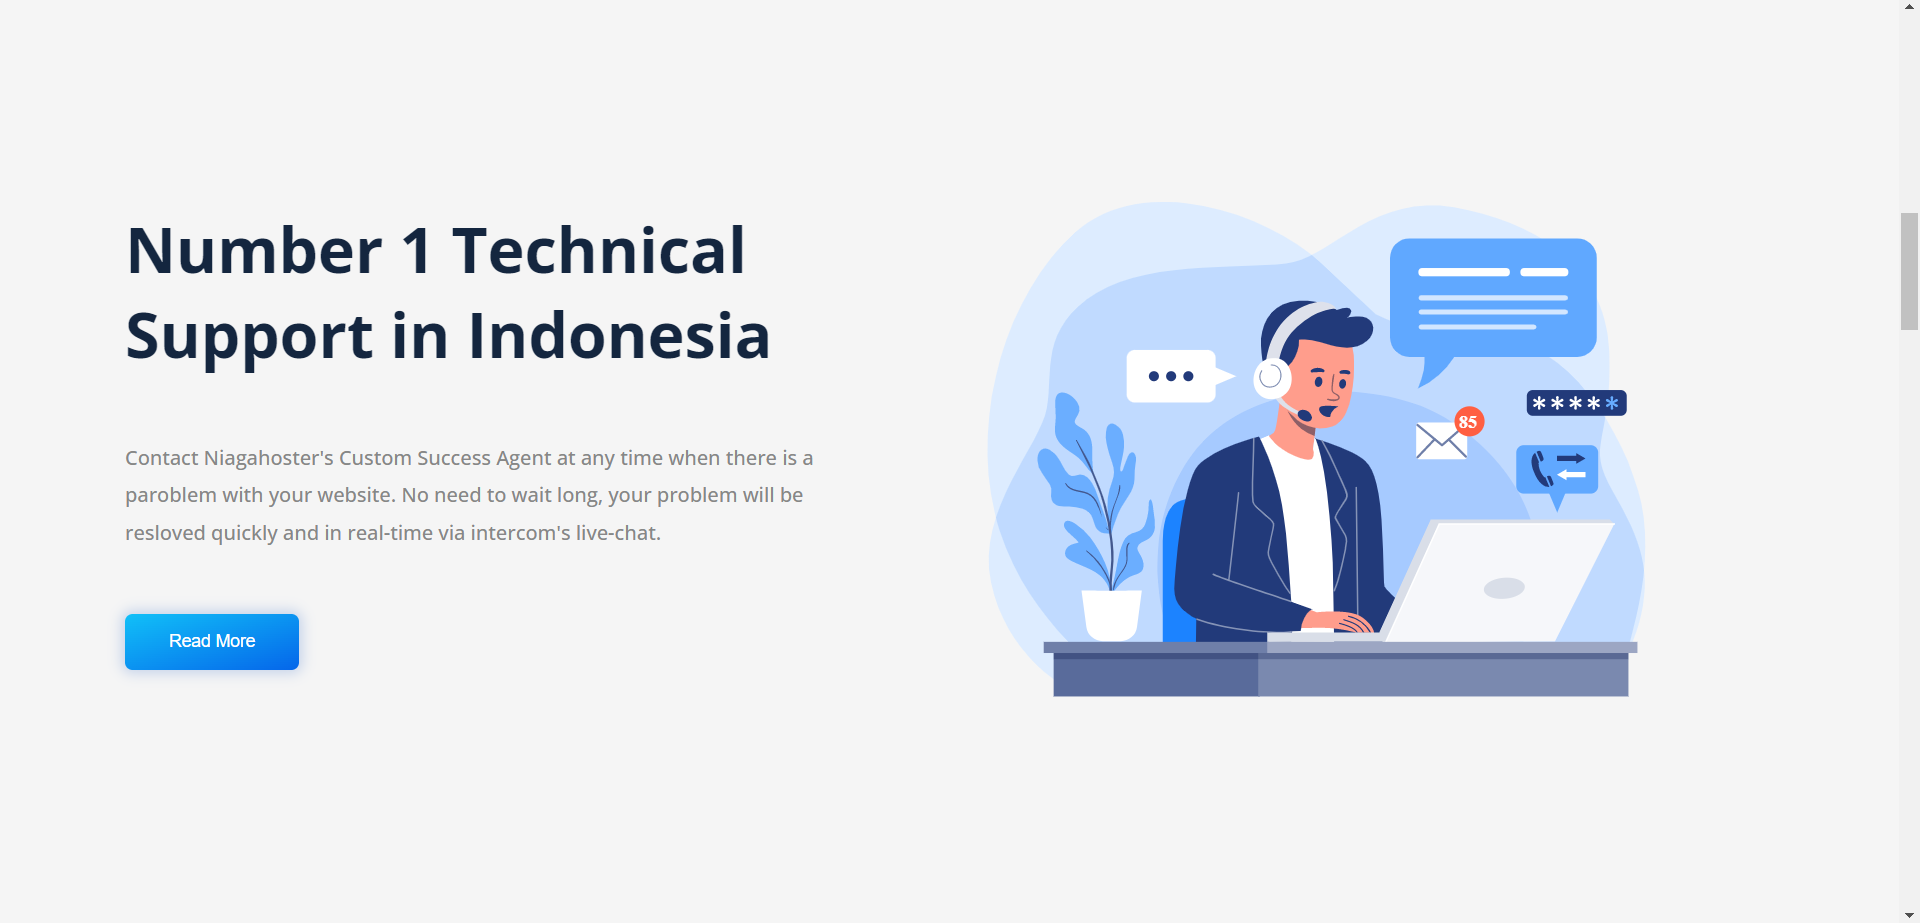 Number 1 Technical
Support in Indonesia
Contact Niagahoster's Custom Success Agent at any time when there is a
paroblem with your website. No need to wait long, your problem will be
resloved quickly and in real-time via intercom's live-chat.
Read More
85
*****